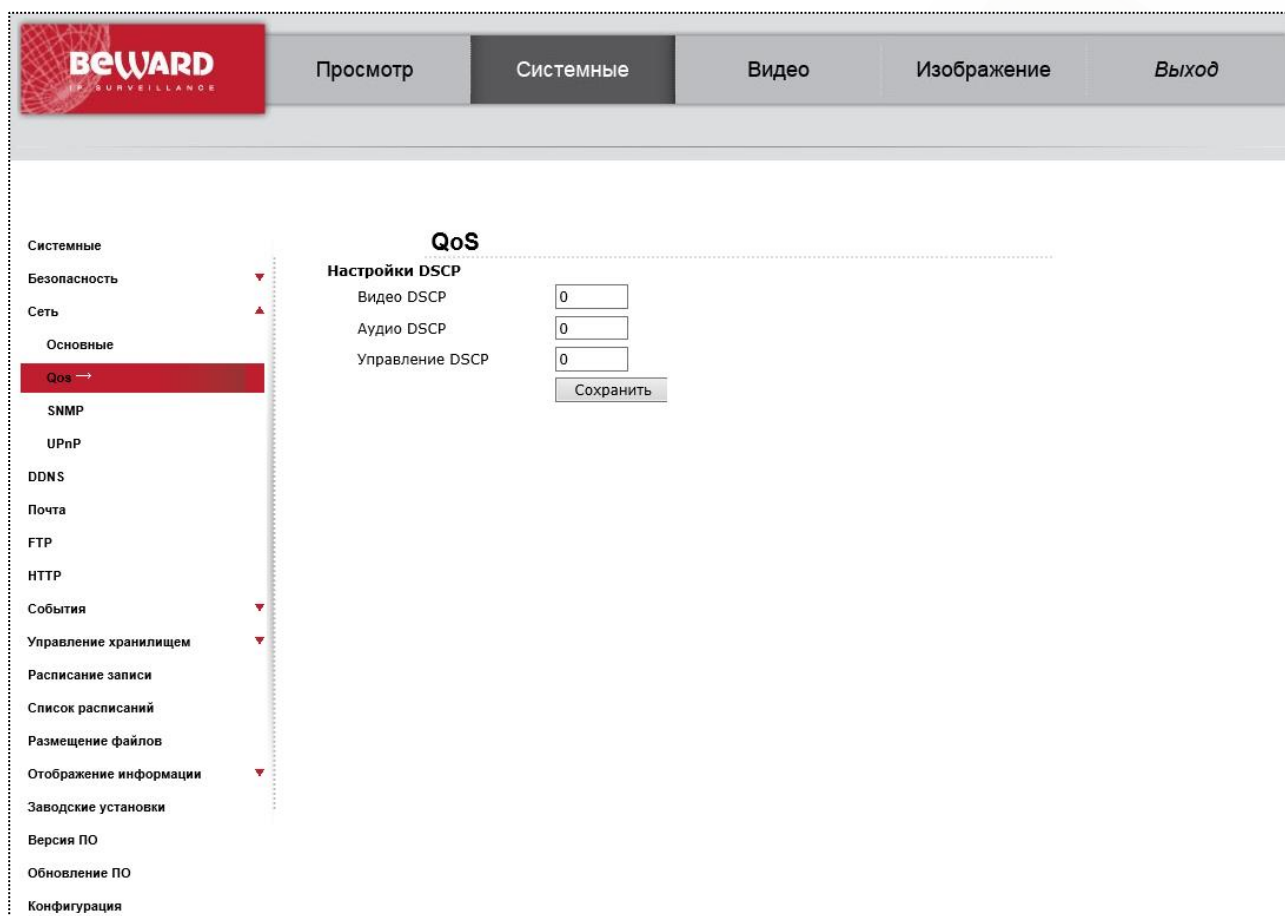 BEWARD
IP SURVEILLANCE
Просмотр
Системные
Видео
Изображение
Выход
Системные
Безопасность
Сеть
Основные
Qos →
SNMP
UPnP
DDNS
Почта
FTP
HTTP
События
Управление хранилищем
Расписание записи
Список расписаний
Размещение файлов
Отображение информации
Заводские установки
Версия ПО
Обновление ПО
Конфигурация
QoS
Настройки DSCP
Видео DSCP 0
Аудио DSCP 0
Управление DSCP 0
Сохранить